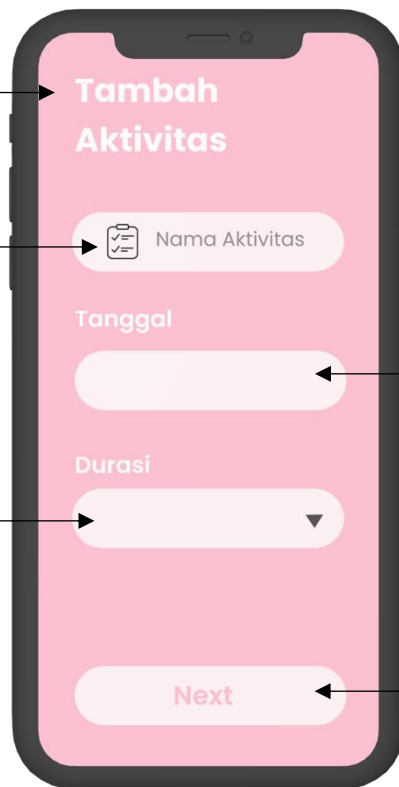 Tambah
Aktivitas
Nama Aktivitas
Tanggal
Durasi
Next